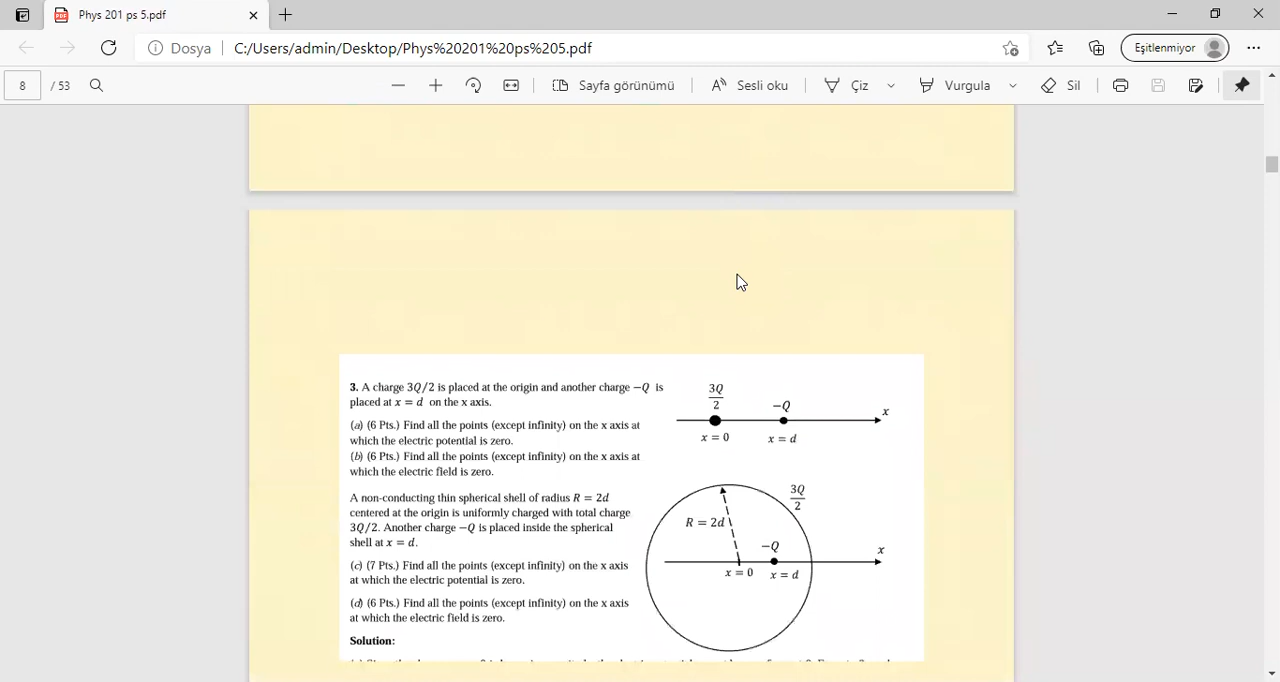 Phys 201 ps 5.pdf
Dosya C:/Users/admin/Desktop/Phys%20201%20ps%205.pdf
Eşitlenmiyor
8 / 53 Sayfa görünümü Sesli oku Çiz Vurgula Sil
3. A charge 3Q/2 is placed at the origin and another charge −Q is
placed at x = d on the x axis.
(a) (6 Pts.) Find all the points (except infinity) on the x axis at
which the electric potential is zero.
(b) (6 Pts.) Find all the points (except infinity) on the x axis at
which the electric field is zero.
3Q
2
−Q
x
x = 0
x = d
A non-conducting thin spherical shell of radius R = 2d
centered at the origin is uniformly charged with total charge
3Q/2. Another charge −Q is placed inside the spherical
shell at x = d.
(c) (7 Pts.) Find all the points (except infinity) on the x axis
at which the electric potential is zero.
(d) (6 Pts.) Find all the points (except infinity) on the x axis
at which the electric field is zero.
3Q
2
R = 2d
−Q
x
x = 0
x = d
Solution: